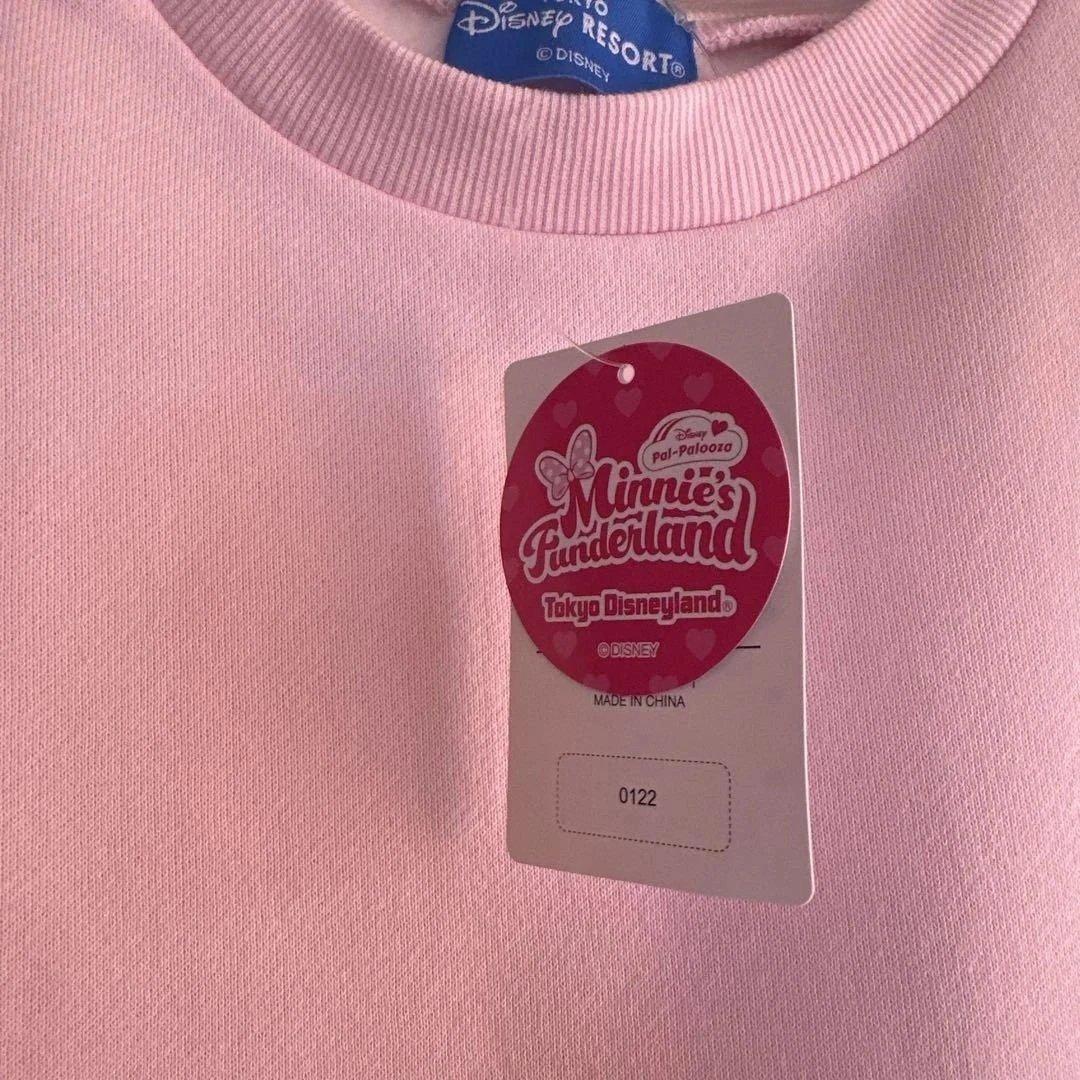 TOKYO
Disney RESORT®
© DISNEY
Disney
Pal-Palooza
Minnie's
Funderland
Tokyo Disneyland®
© DISNEY
MADE IN CHINA
0122